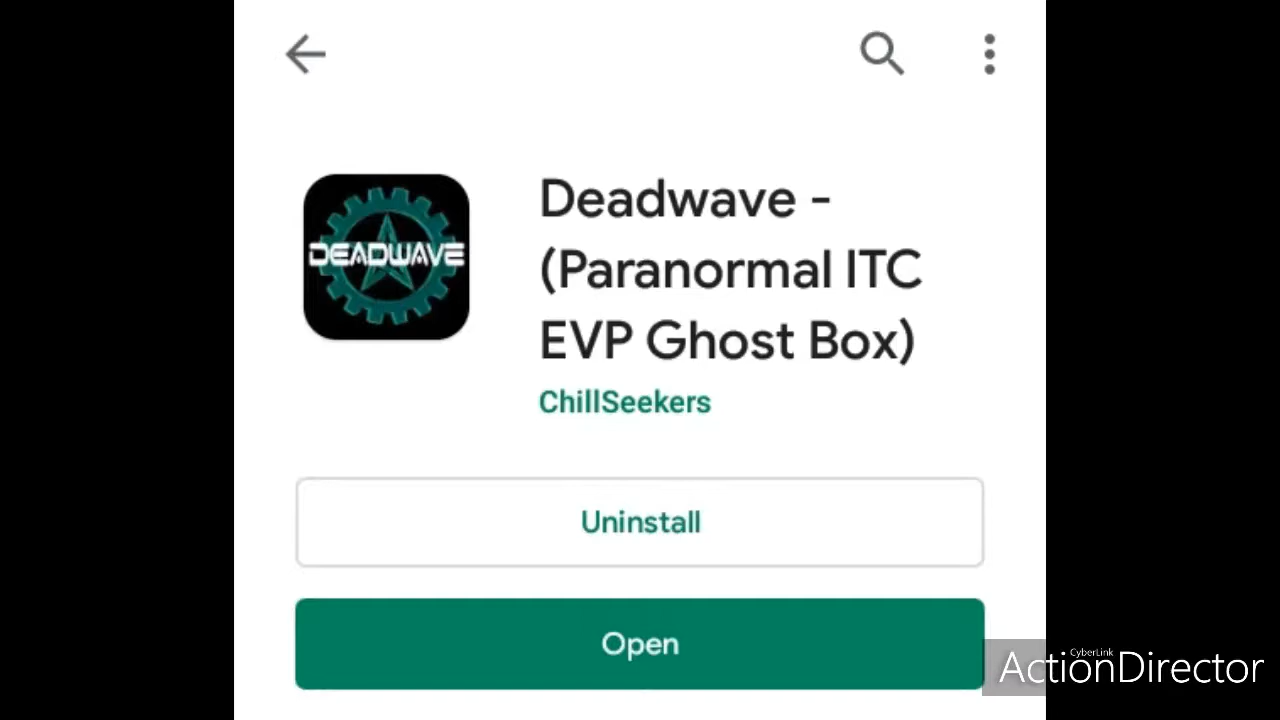 DEADWAVE
Deadwave -
(Paranormal ITC
EVP Ghost Box)
ChillSeekers
Uninstall
Open
CyberLink
ActionDirector